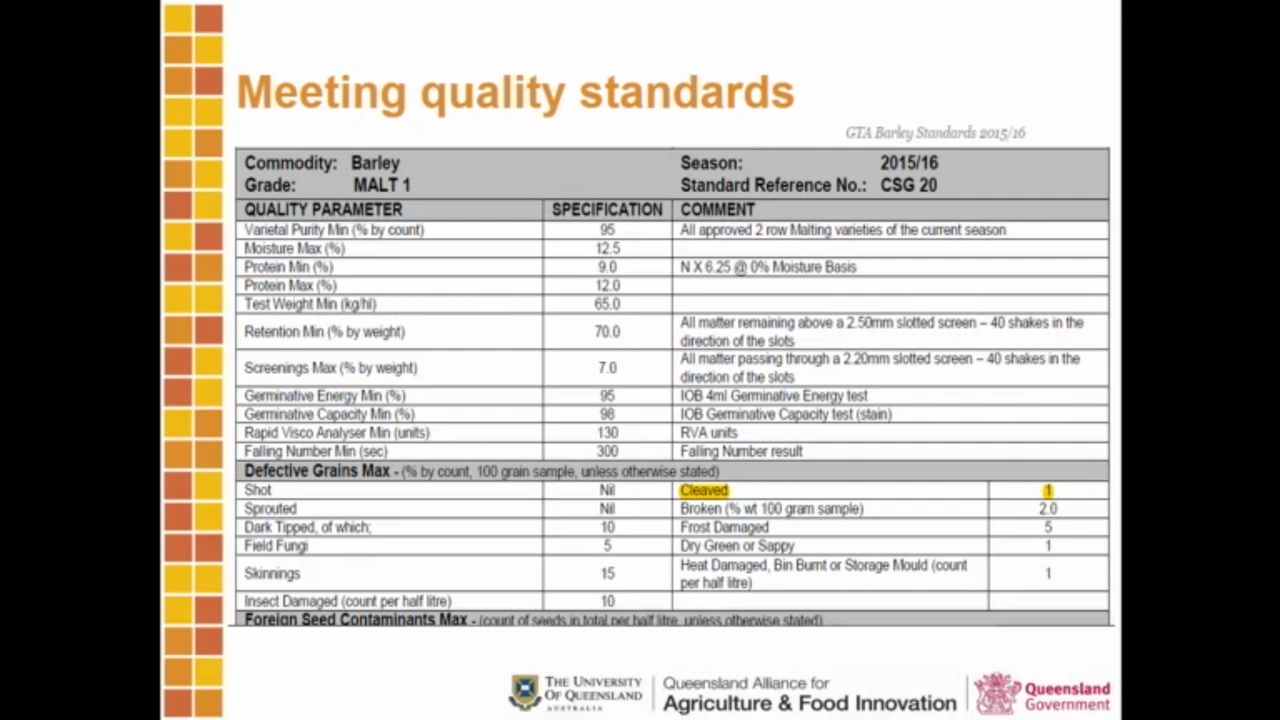 Meeting quality standards
GTA Barley Standards 2015/16
Commodity: Barley Season: 2015/16
Grade: MALT 1 Standard Reference No.: CSG 20
QUALITY PARAMETER SPECIFICATION COMMENT
Varietal Purity Min (% by count) 95 All approved 2 row Malting varieties of the current season
Moisture Max (%) 12.5
Protein Min (%) 9.0 N X 6.25 @ 0% Moisture Basis
Protein Max (%) 12.0
Test Weight Min (kg/hl) 65.0
Retention Min (% by weight) 70.0 All matter remaining above a 2.50mm slotted screen – 40 shakes in the
direction of the slots
Screenings Max (% by weight) 7.0 All matter passing through a 2.20mm slotted screen – 40 shakes in the
direction of the slots
Germinative Energy Min (%) 95 IOB 4ml Germinative Energy test
Germinative Capacity Min (%) 98 IOB Germinative Capacity test (stain)
Rapid Visco Analyser Min (units) 130 RVA units
Falling Number Min (sec) 300 Falling Number result
Defective Grains Max - (% by count, 100 grain sample, unless otherwise stated)
Shot Nil Cleaved 1
Sprouted Nil Broken (% wt 100 gram sample) 2.0
Dark Tipped, of which; 10 Frost Damaged 5
Field Fungi 5 Dry Green or Sappy 1
Skinnings 15 Heat Damaged, Bin Burnt or Storage Mould (count
per half litre) 1
Insect Damaged (count per half litre) 10
Foreign Seed Contaminants Max - (count of seeds in total per half litre, unless otherwise stated)
THE UNIVERSITY
OF QUEENSLAND
AUSTRALIA
Queensland Alliance for
Agriculture & Food Innovation
Queensland
Government